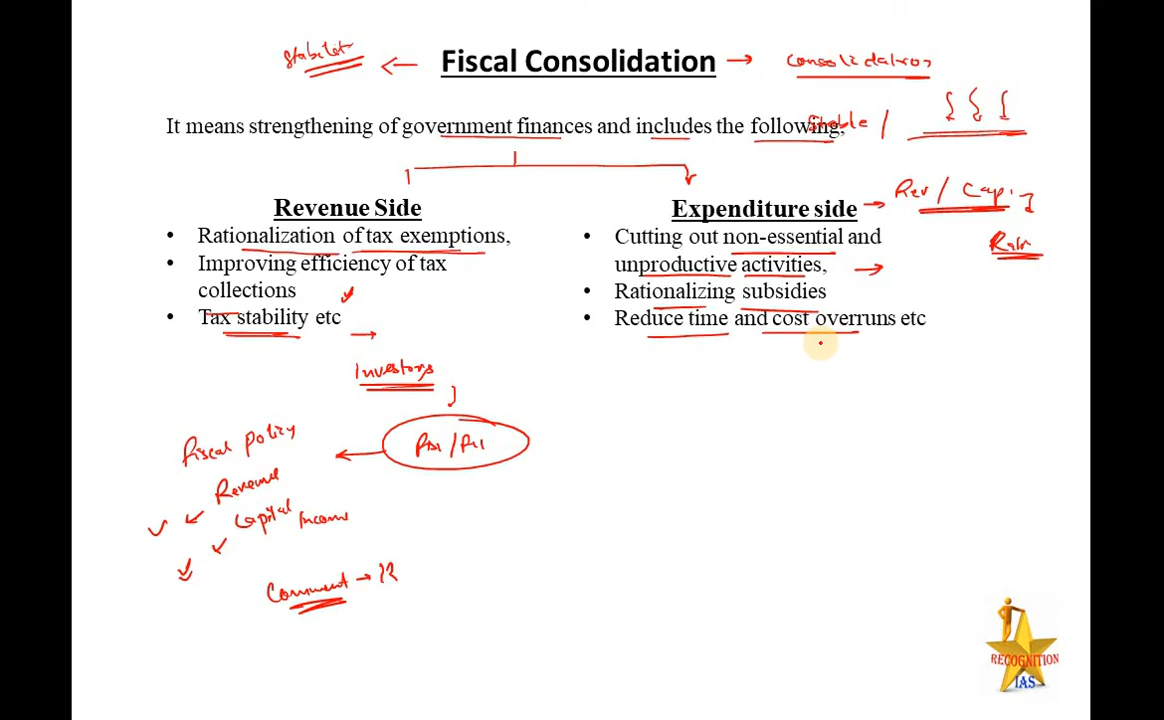 stability ← Fiscal Consolidation → consolidation
It means strengthening of government finances and includes the following,
Stable /
Rev / Capi.
Revenue Side
• Rationalization of tax exemptions,
• Improving efficiency of tax
collections
• Tax stability etc →
Expenditure side →
• Cutting out non-essential and
unproductive activities, →
• Rationalizing subsidies
• Reduce time and cost overruns etc
Investors
Fiscal policy ←
Revenue
Capital Income
Comment →
RECOGNITION
IAS